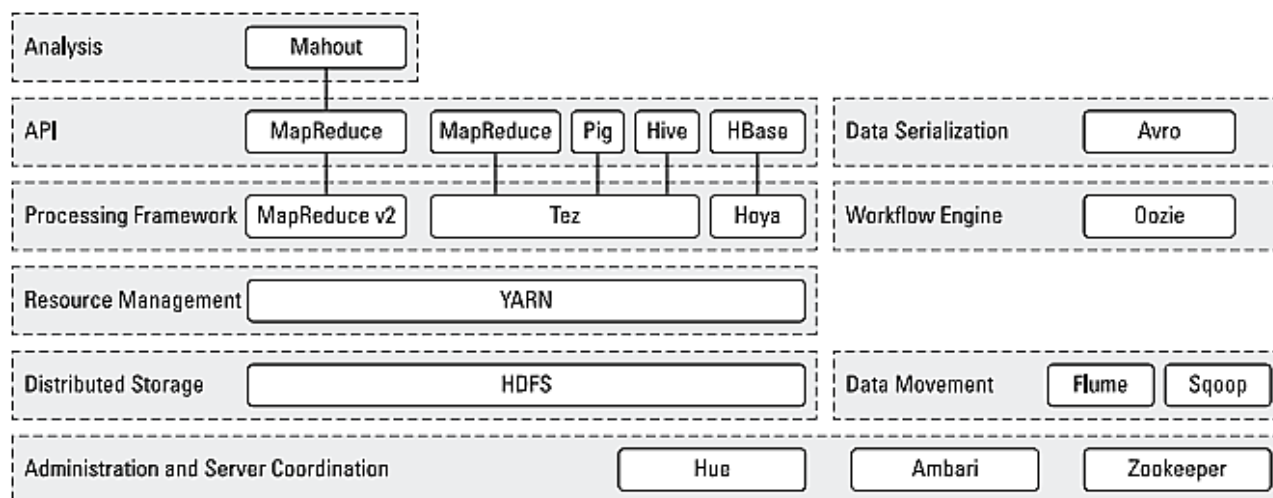 Analysis
Mahout
API
MapReduce
MapReduce
Pig
Hive
HBase
Data Serialization
Avro
Processing Framework
MapReduce v2
Tez
Hoya
Workflow Engine
Oozie
Resource Management
YARN
Distributed Storage
HDFS
Data Movement
Flume
Sqoop
Administration and Server Coordination
Hue
Ambari
Zookeeper